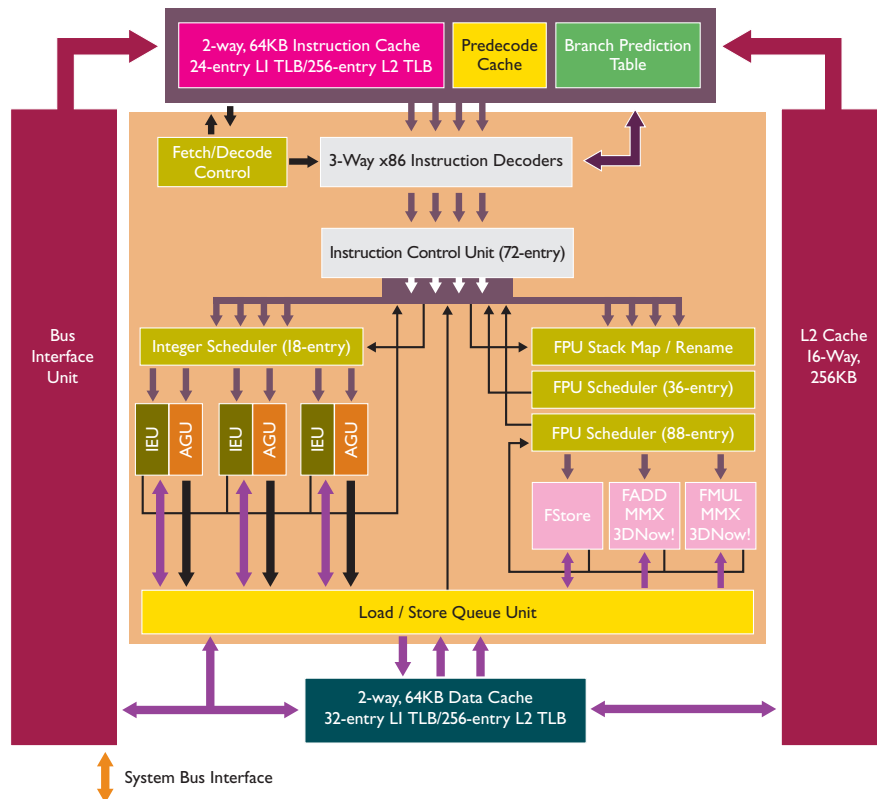 2-way, 64KB Instruction Cache
24-entry L1 TLB/256-entry L2 TLB
Predecode
Cache
Branch Prediction
Table
Fetch/Decode
Control
3-Way x86 Instruction Decoders
Instruction Control Unit (72-entry)
Bus
Interface
Unit
Integer Scheduler (18-entry)
FPU Stack Map / Rename
L2 Cache
16-Way,
256KB
FPU Scheduler (36-entry)
FPU Scheduler (88-entry)
IEU
AGU
IEU
AGU
IEU
AGU
FStore
FADD
MMX
3DNow!
FMUL
MMX
3DNow!
Load / Store Queue Unit
2-way, 64KB Data Cache
32-entry L1 TLB/256-entry L2 TLB
System Bus Interface